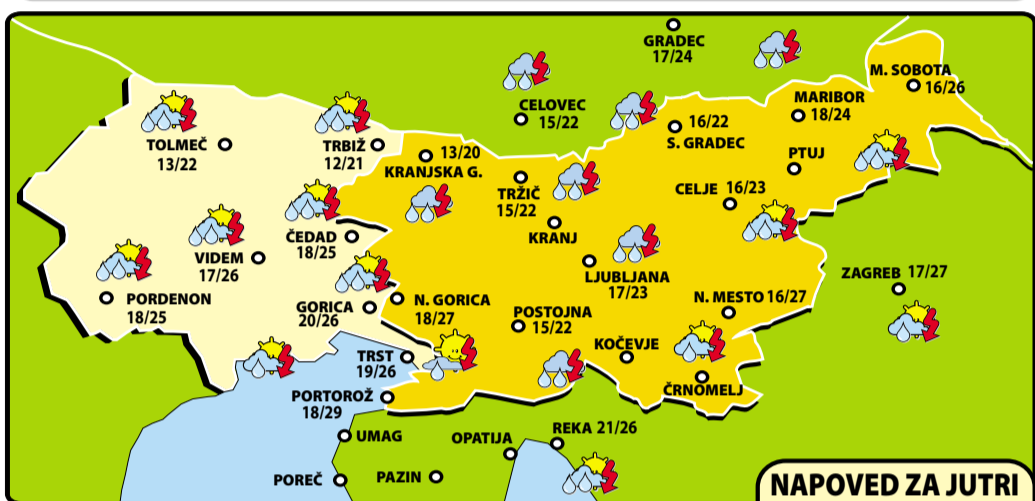 GRADEC
17/24
M. SOBOTA
16/26
CELOVEC
15/22
MARIBOR
18/24
16/22
S. GRADEC
TOLMEČ
13/22
TRBIŽ
12/21
13/20
KRANJSKA G.
PTUJ
TRŽIČ
15/22
CELJE 16/23
KRANJ
ČEDAD
18/25
VIDEM
17/26
LJUBLJANA
17/23
ZAGREB 17/27
PORDENON
18/25
GORICA
20/26
N. GORICA
18/27
N. MESTO 16/27
POSTOJNA
15/22
KOČEVJE
TRST
19/26
ČRNOMELJ
PORTOROŽ
18/29
UMAG
OPATIJA
REKA 21/26
POREČ
PAZIN
NAPOVED ZA JUTRI